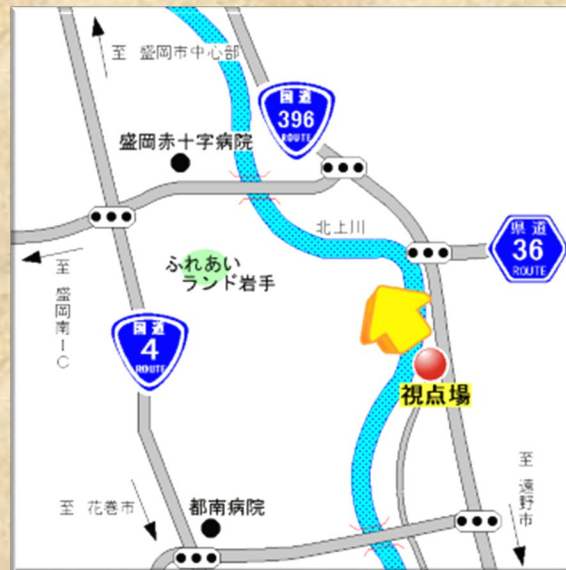 至 盛岡市中心部
国道
396
ROUTE
盛岡赤十字病院
北上川
県道
36
ROUTE
ふれあい
ランド岩手
至 盛岡南IC
国道
4
ROUTE
視点場
至 遠野市
至 花巻市
都南病院